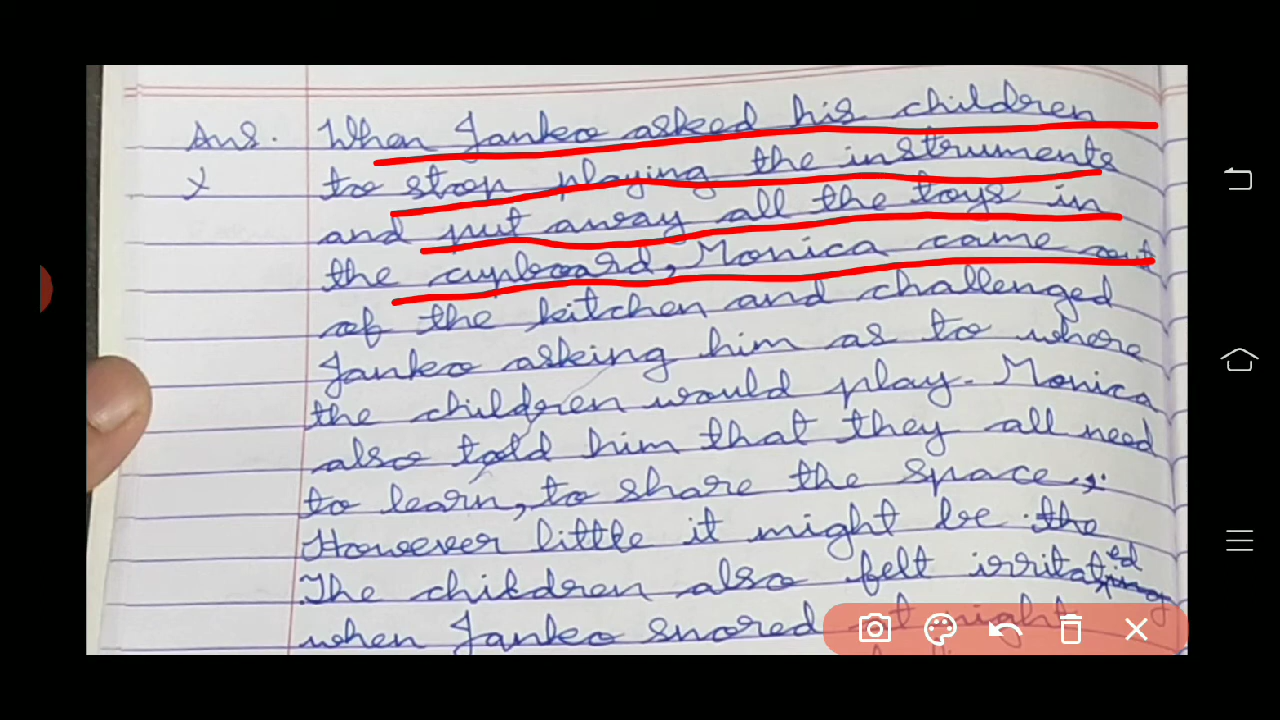 Ans. When Janko asked his children
x to stop playing the instruments
and put away all the toys in
the cupboard, Monica came out
of the kitchen and challenged
Janko asking him as to where
the children would play. Monica
also told him that they all need
to learn, to share the space,
However little it might be the
The children also felt irritated
when Janko snored at night